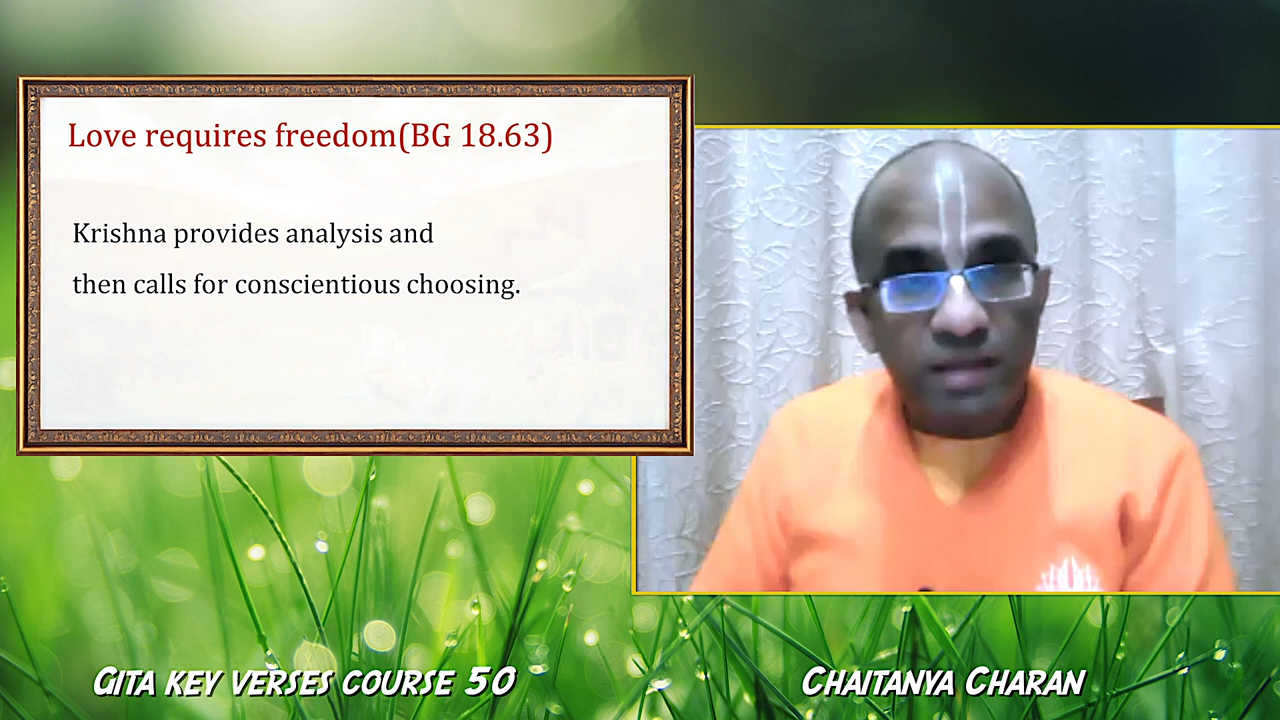 Love requires freedom(BG 18.63)
Krishna provides analysis and
then calls for conscientious choosing.
Gita key verses course 50
Chaitanya Charan